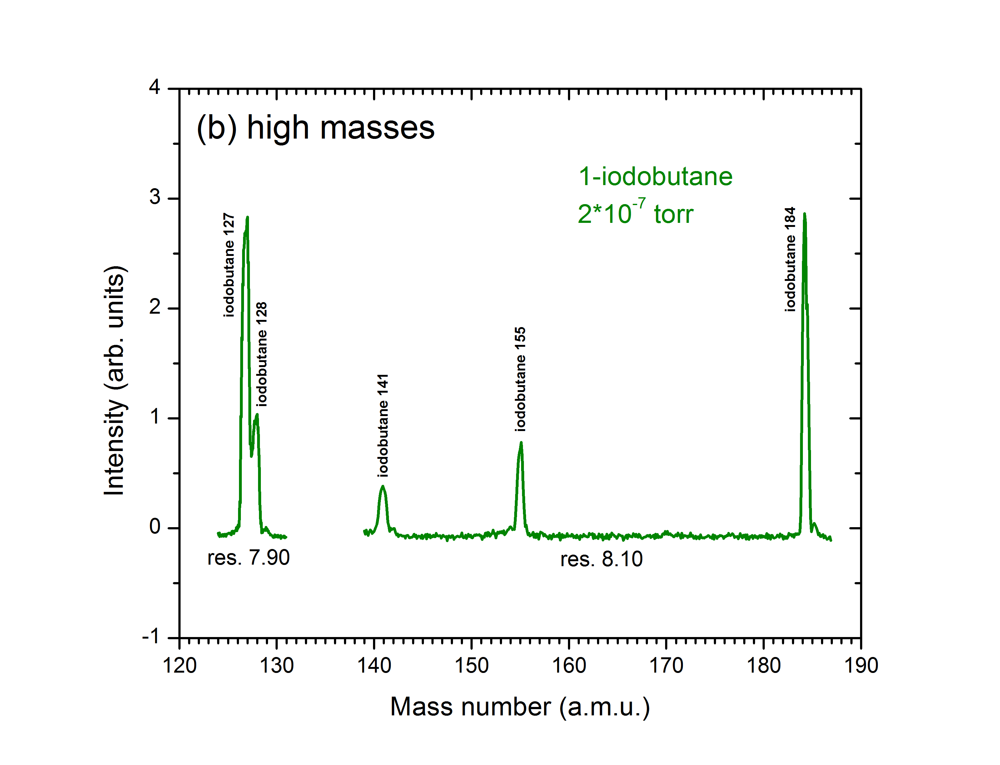 (b) high masses
1-iodobutane
2*10⁻⁷ torr
iodobutane 127
iodobutane 128
iodobutane 141
iodobutane 155
iodobutane 184
res. 7.90
res. 8.10
Intensity (arb. units)
4
3
2
1
0
-1
120 130 140 150 160 170 180 190
Mass number (a.m.u.)